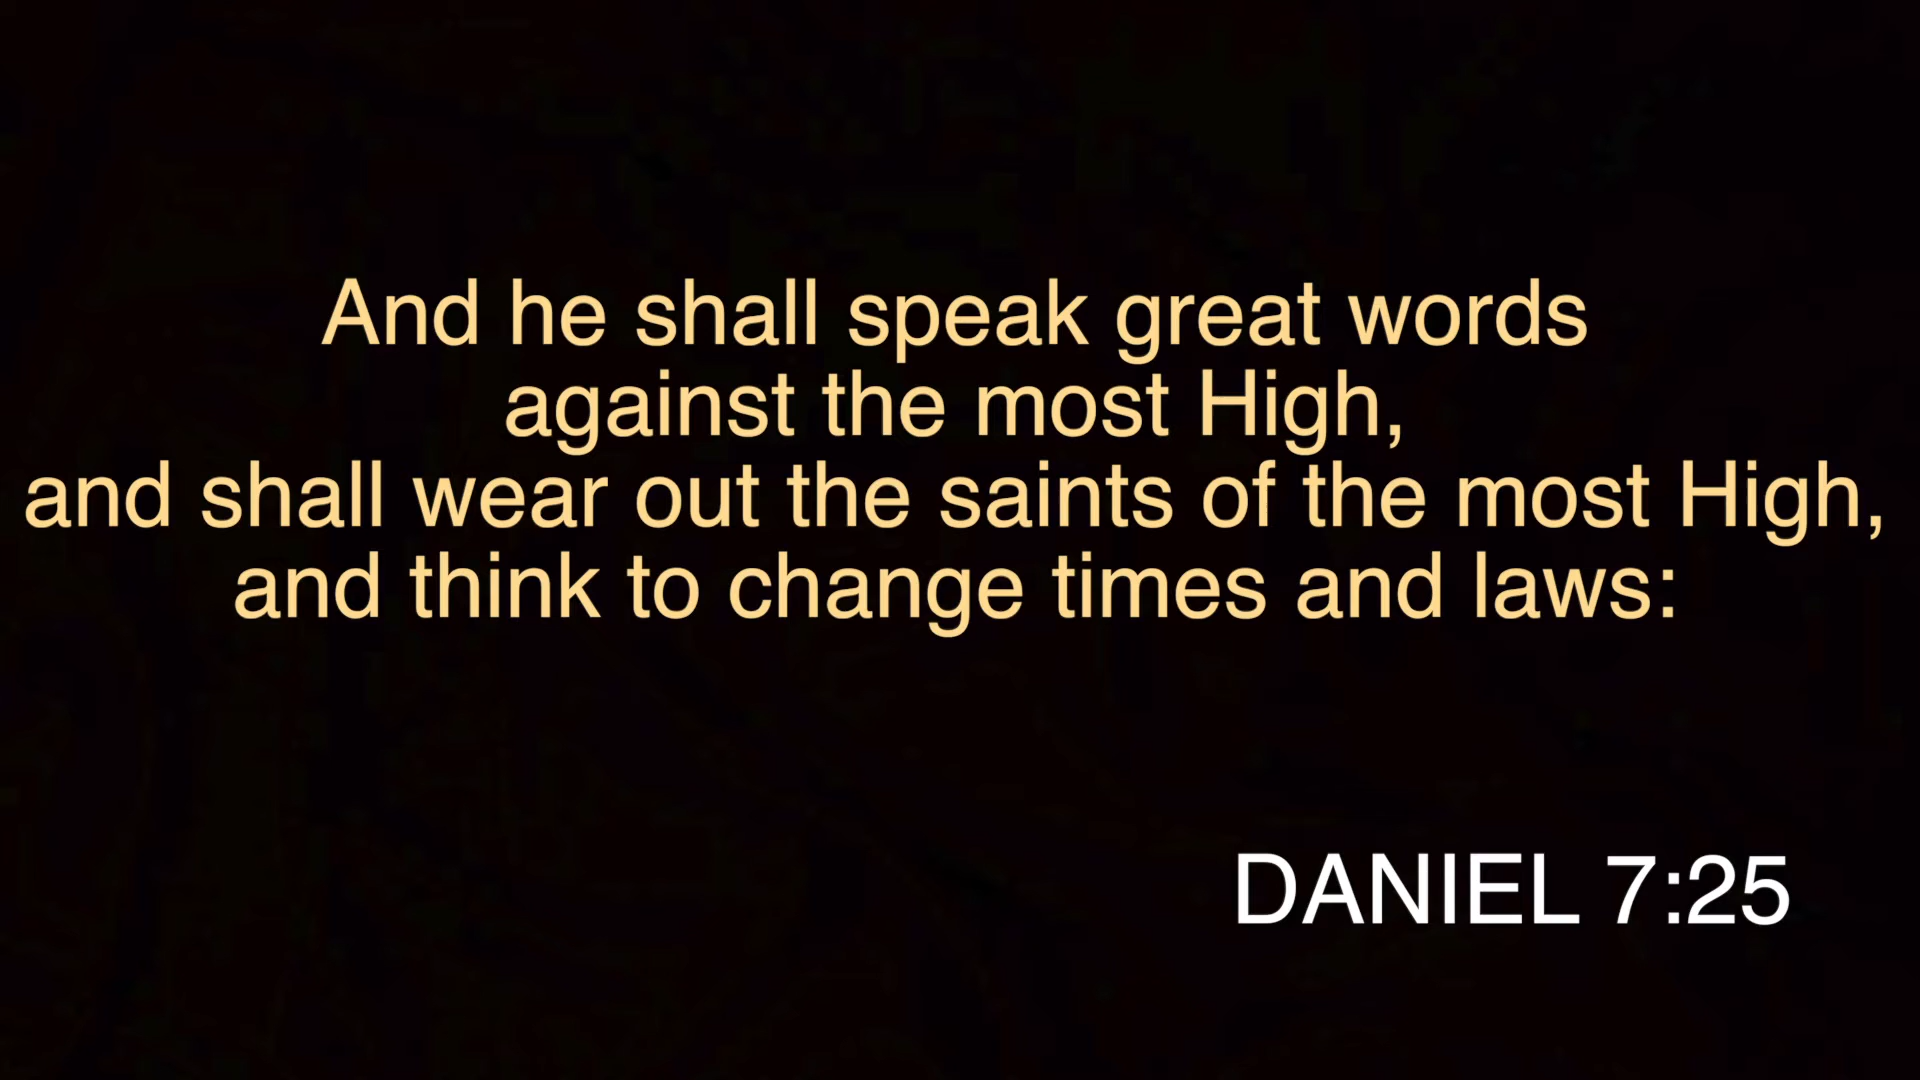 And he shall speak great words
against the most High,
and shall wear out the saints of the most High,
and think to change times and laws:
DANIEL 7:25